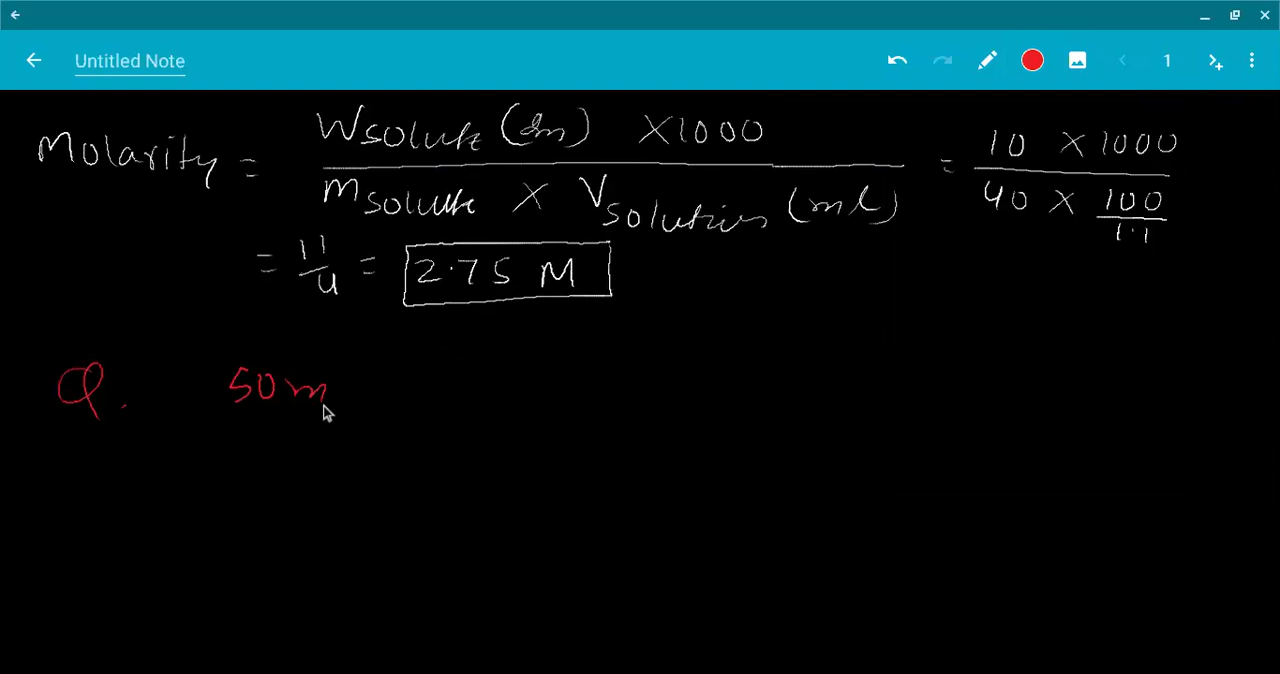 Untitled Note
1
Molarity = Wsolute (gm) X1000 / Msolute X Vsolution (ml) = 10 X 1000 / 40 X 100/1.1
= 11/4 = 2.75 M
Q. 50 m